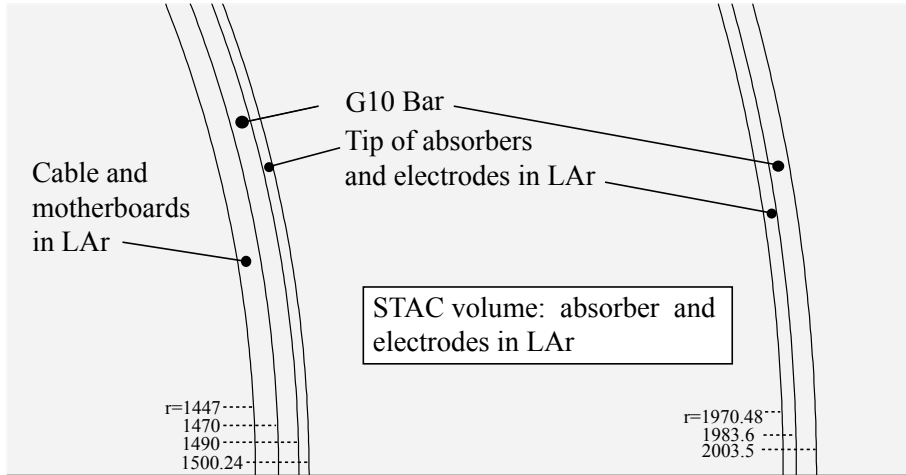 G10 Bar
Tip of absorbers
and electrodes in LAr
Cable and
motherboards
in LAr
STAC volume: absorber and
electrodes in LAr
r=1447
1470
1490
1500.24
r=1970.48
1983.6
2003.5